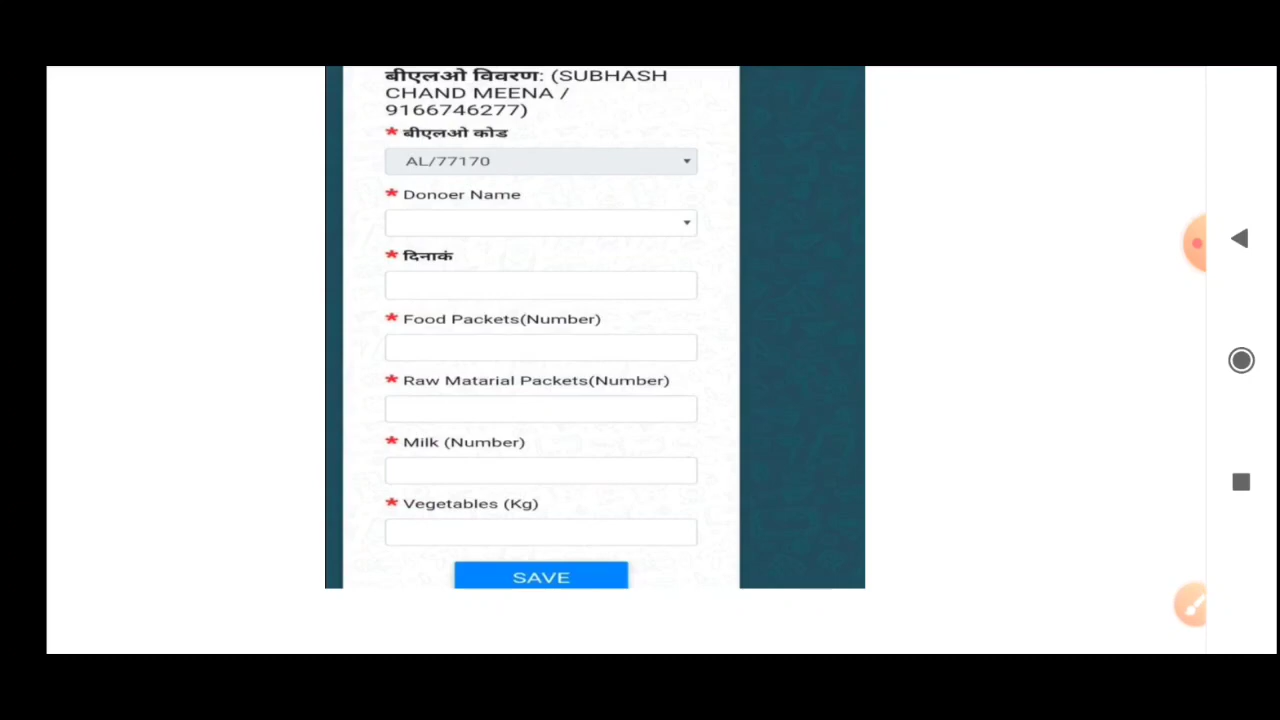 बीएलओ विवरण: (SUBHASH
CHAND MEENA /
9166746277)
* बीएलओ कोड
AL/77170
* Donoer Name
* दिनाकं
* Food Packets(Number)
* Raw Matarial Packets(Number)
* Milk (Number)
* Vegetables (Kg)
SAVE